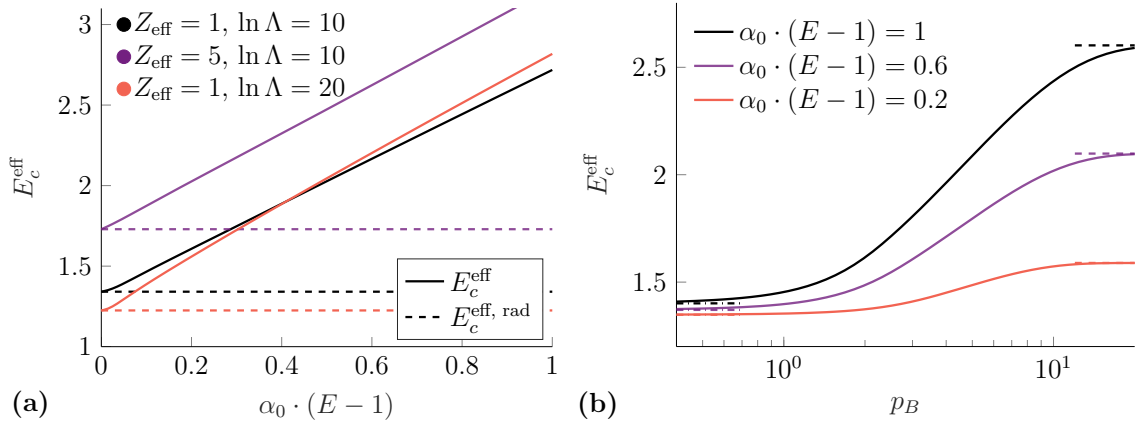 3
2.5
2
1.5
1
E_c^eff
Z_eff = 1, ln Λ = 10
Z_eff = 5, ln Λ = 10
Z_eff = 1, ln Λ = 20
E_c^eff
E_c^eff, rad
0 0.2 0.4 0.6 0.8 1
α_0 · (E − 1)
(a)
2.5
2
1.5
E_c^eff
α_0 · (E − 1) = 1
α_0 · (E − 1) = 0.6
α_0 · (E − 1) = 0.2
10^0 10^1
p_B
(b)